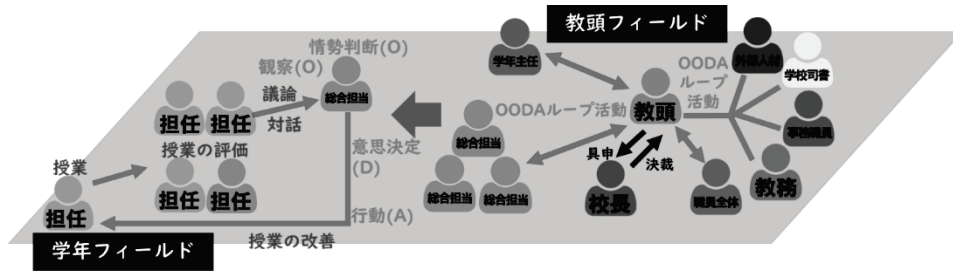 教頭フィールド
情勢判断(O)
観察(O)
総合担当
議論
対話
担任
担任
授業の評価
担任
担任
授業
担任
意思決定
(D)
行動(A)
授業の改善
学年フィールド
学年主任
OODAループ活動
総合担当
総合担当
総合担当
教頭
具申
決裁
校長
職員全体
OODA
ループ
活動
外部人材
学校司書
事務職員
教務